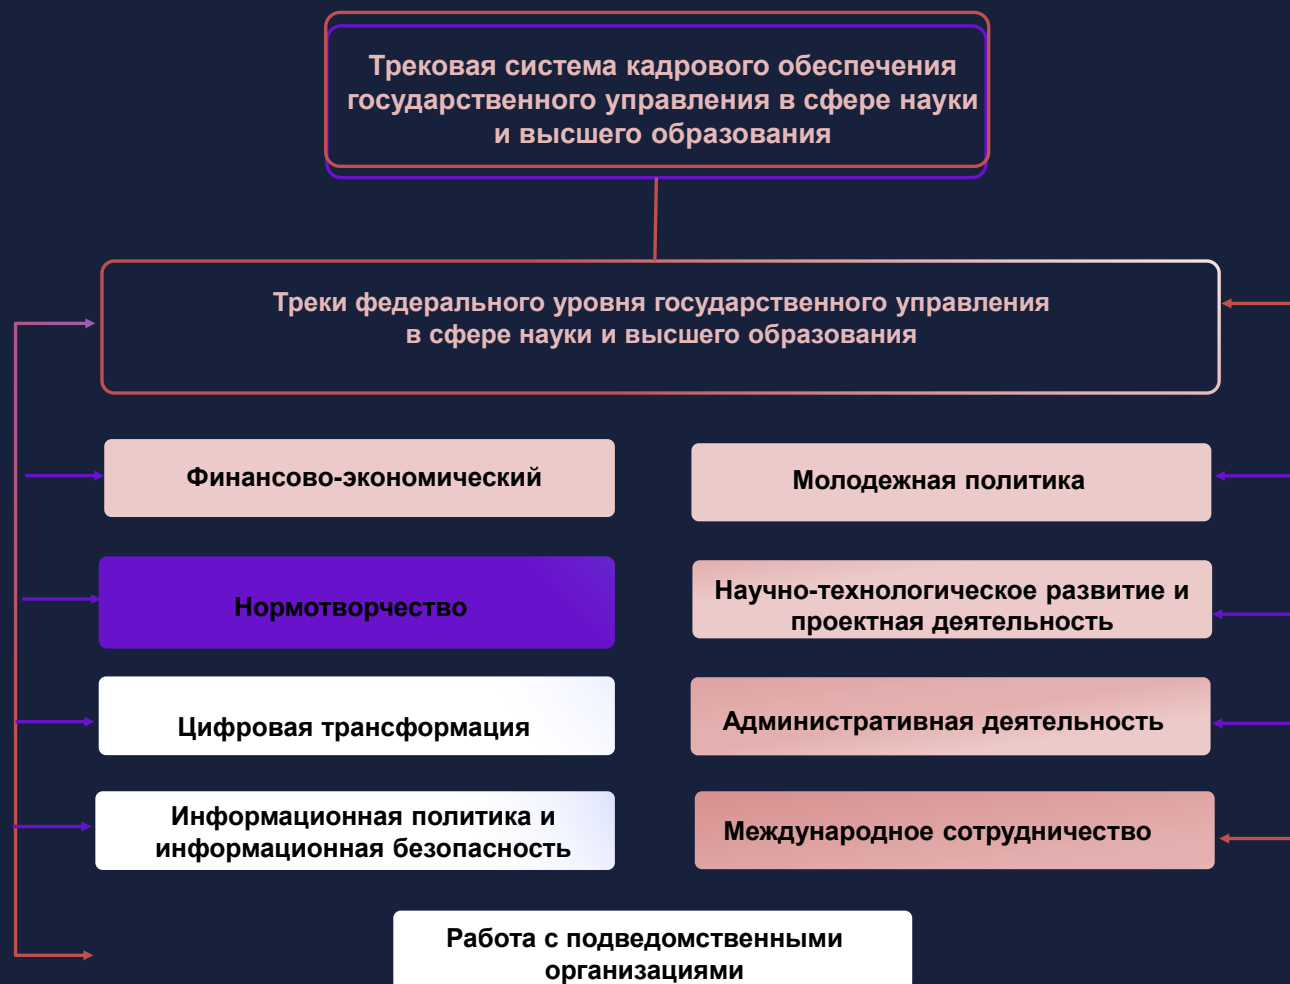 Трековая система кадрового обеспечения
государственного управления в сфере науки
и высшего образования
Треки федерального уровня государственного управления
в сфере науки и высшего образования
Финансово-экономический
Молодежная политика
Нормотворчество
Научно-технологическое развитие и
проектная деятельность
Цифровая трансформация
Административная деятельность
Информационная политика и
информационная безопасность
Международное сотрудничество
Работа с подведомственными
организациями